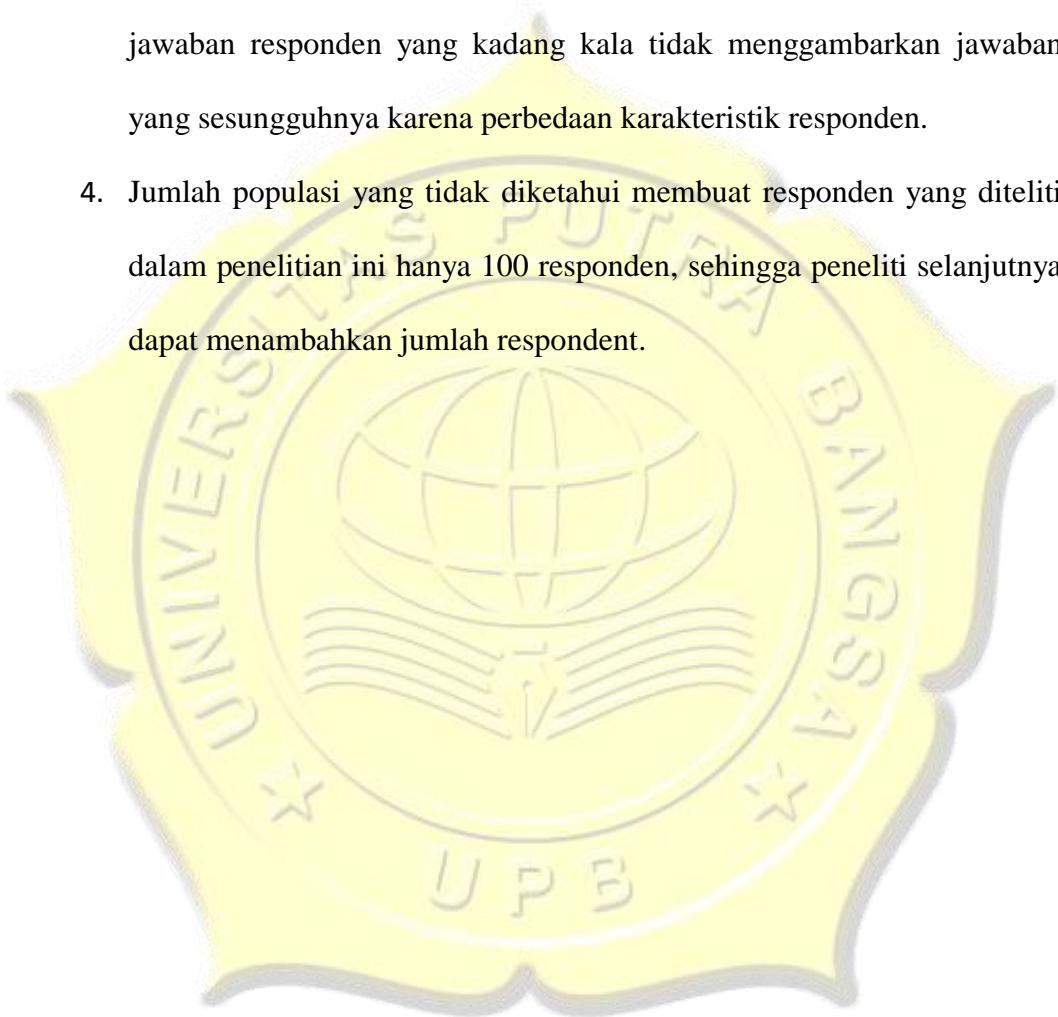 jawaban responden yang kadang kala tidak menggambarkan jawaban
yang sesungguhnya karena perbedaan karakteristik responden.
4. Jumlah populasi yang tidak diketahui membuat responden yang diteliti
dalam penelitian ini hanya 100 responden, sehingga peneliti selanjutnya
dapat menambahkan jumlah respondent.
UNIVERSITAS PUTRA BANGSA
UPB